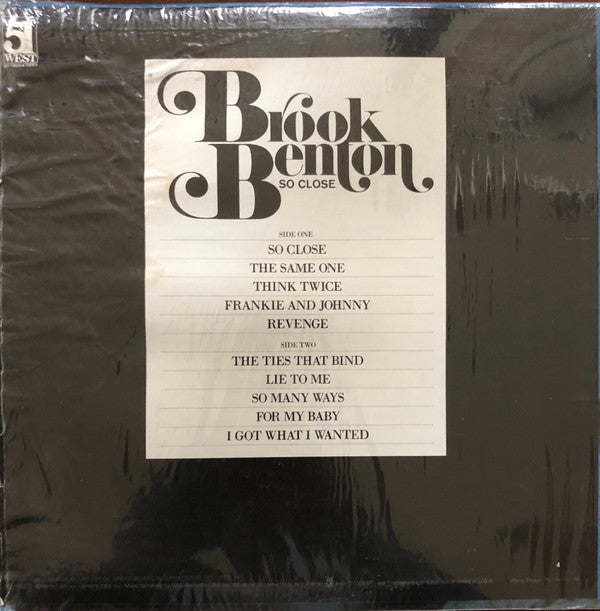 5
WEST
Brook
Benton
SO CLOSE
SIDE ONE
SO CLOSE
THE SAME ONE
THINK TWICE
FRANKIE AND JOHNNY
REVENGE
SIDE TWO
THE TIES THAT BIND
LIE TO ME
SO MANY WAYS
FOR MY BABY
I GOT WHAT I WANTED
4